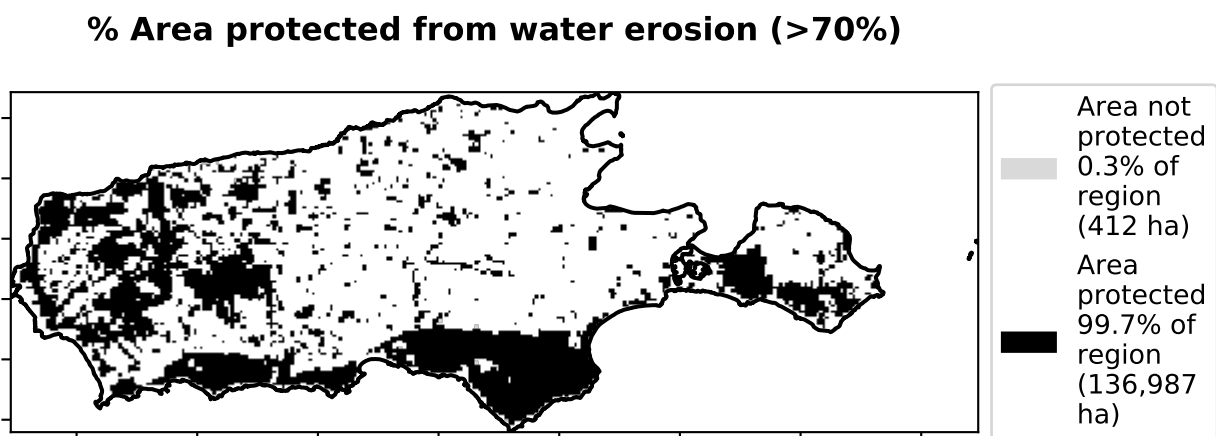 % Area protected from water erosion (>70%)
Area not
protected
0.3% of
region
(412 ha)
Area
protected
99.7% of
region
(136,987
ha)